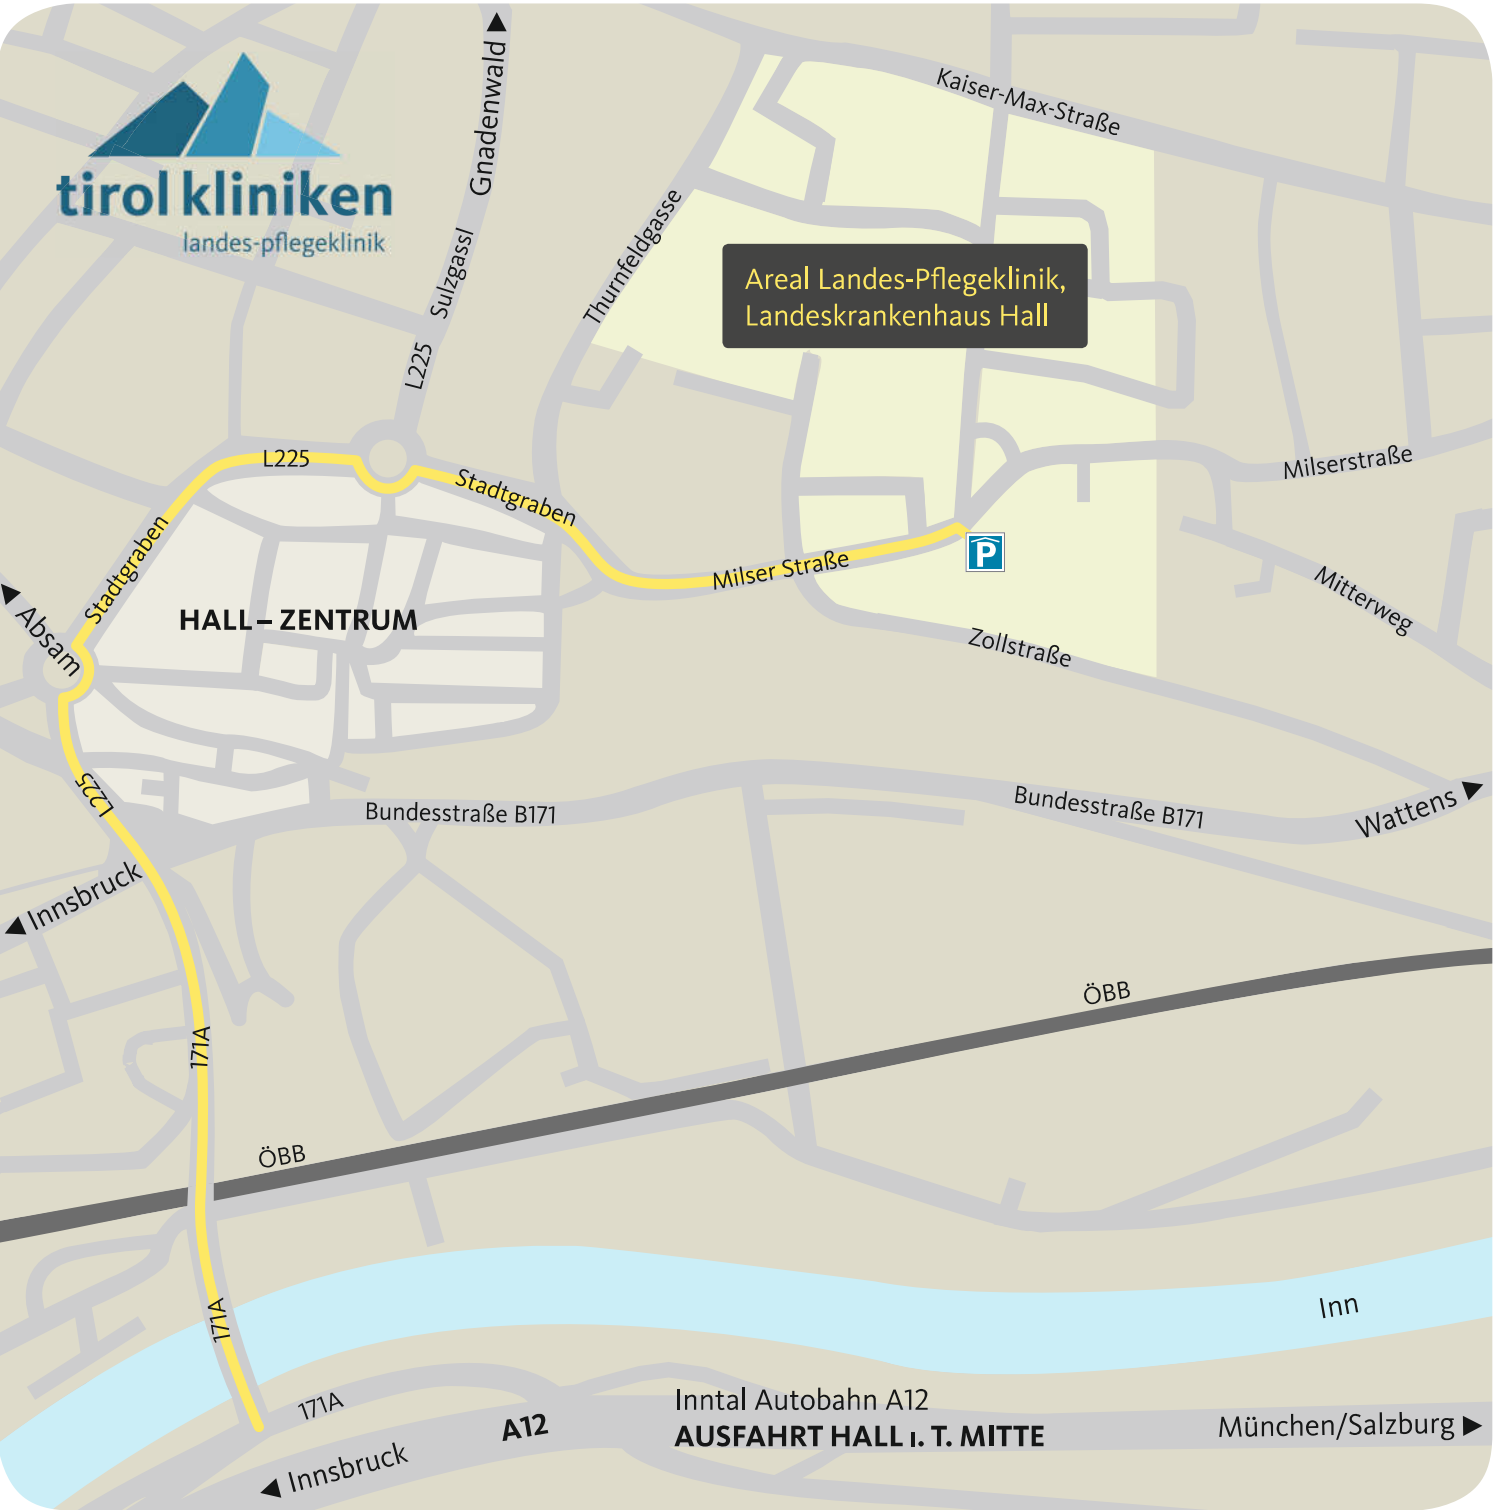 tirol kliniken
landes-pflegeklinik
Gnadenwald
Sulzgassl
L225
Thurnfeldgasse
Kaiser-Max-Straße
Areal Landes-Pflegeklinik,
Landeskrankenhaus Hall
L225
Stadtgraben
Stadtgraben
Milserstraße
P
Milser Straße
Mitterweg
Zollstraße
HALL – ZENTRUM
Absam
L225
Bundesstraße B171
Bundesstraße B171
Wattens
Innsbruck
171A
ÖBB
ÖBB
171A
Inn
171A
A12
Inntal Autobahn A12
AUSFAHRT HALL I. T. MITTE
München/Salzburg
Innsbruck